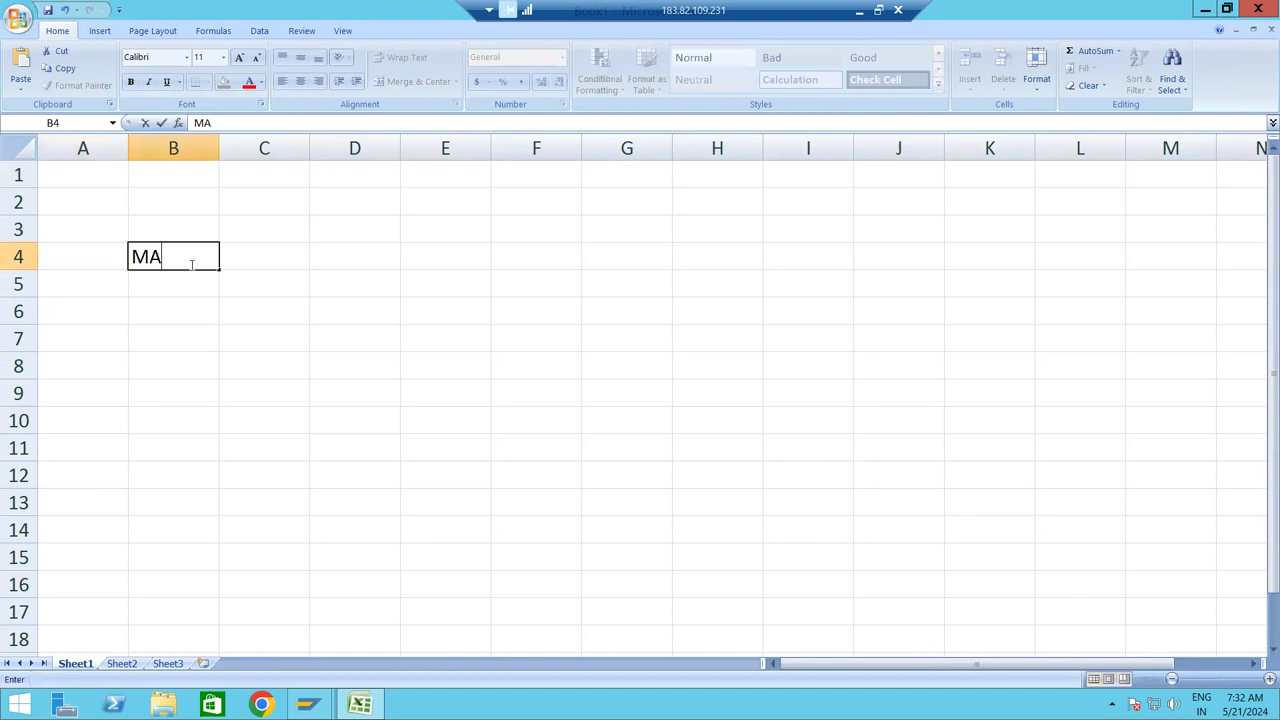 Book1 - Micros 183.82.109.231
Home Insert Page Layout Formulas Data Review View
Cut
Copy
Format Painter
Paste
Clipboard
Calibri 11
B I U
Font
Wrap Text
Merge & Center
Alignment
General
Number
Conditional Formatting
Format as Table
Normal Bad Good
Neutral Calculation Check Cell
Styles
Insert Delete Format
Cells
AutoSum
Fill
Clear
Sort & Filter
Find & Select
Editing
B4 fx MA
A B C D E F G H I J K L M N
1
2
3
4 MA
5
6
7
8
9
10
11
12
13
14
15
16
17
18
Sheet1 Sheet2 Sheet3
Enter
ENG 7:32 AM
IN 5/21/2024